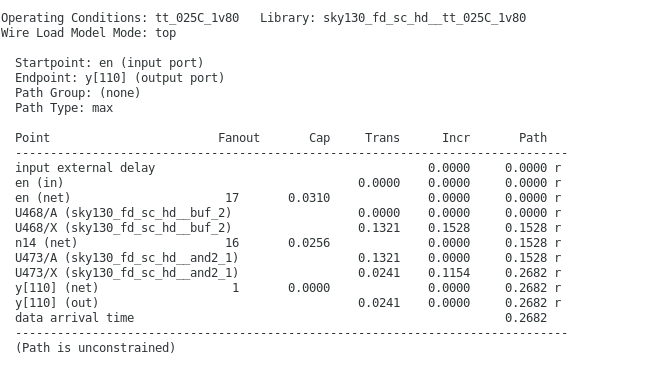 Operating Conditions: tt_025C_1v80   Library: sky130_fd_sc_hd__tt_025C_1v80
Wire Load Model Mode: top
Startpoint: en (input port)
Endpoint: y[110] (output port)
Path Group: (none)
Path Type: max
Point                        Fanout       Cap     Trans      Incr       Path
-------------------------------------------------------------------------------
input external delay                                       0.0000     0.0000 r
en (in)                                          0.0000    0.0000     0.0000 r
en (net)                      17       0.0310              0.0000     0.0000 r
U468/A (sky130_fd_sc_hd__buf_2)                  0.0000    0.0000     0.0000 r
U468/X (sky130_fd_sc_hd__buf_2)                  0.1321    0.1528     0.1528 r
n14 (net)                     16       0.0256              0.0000     0.1528 r
U473/A (sky130_fd_sc_hd__and2_1)                 0.1321    0.0000     0.1528 r
U473/X (sky130_fd_sc_hd__and2_1)                 0.0241    0.1154     0.2682 r
y[110] (net)                   1       0.0000              0.0000     0.2682 r
y[110] (out)                                     0.0241    0.0000     0.2682 r
data arrival time                                                     0.2682
-------------------------------------------------------------------------------
(Path is unconstrained)